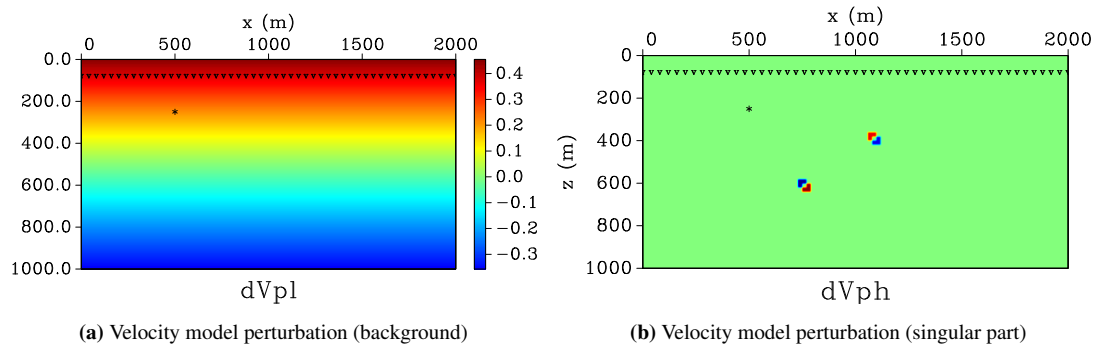 x (m)
0 500 1000 1500 2000
0.0
200.0
400.0
600.0
800.0
1000.0
0.4
0.3
0.2
0.1
0.0
−0.1
−0.2
−0.3
dVpl
(a) Velocity model perturbation (background)
x (m)
0 500 1000 1500 2000
z (m)
0
200
400
600
800
1000
dVph
(b) Velocity model perturbation (singular part)